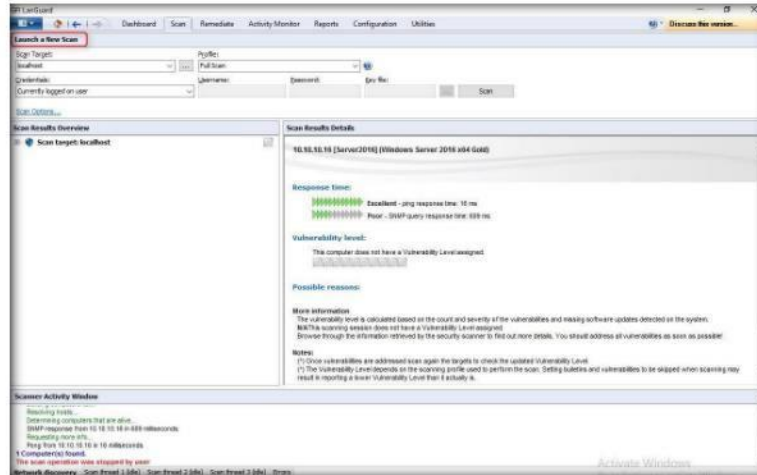 GFI LanGuard
Dashboard Scan Remediate Activity Monitor Reports Configuration Utilities Discuss this version...
Launch a New Scan
Scan Target: Profile:
localhost Full Scan
Credentials: Username: Password: Key file:
Currently logged on user Scan
Scan Options...
Scan Results Overview
Scan target: localhost
Scan Results Details
10.10.10.16 [Server2016] (Windows Server 2016 x64 Gold)
Response time:
Excellent - ping response time: 16 ms
Poor - SNMP query response time: 689 ms
Vulnerability level:
This computer does not have a Vulnerability Level assigned.
Possible reasons:
More information
The vulnerability level is calculated based on the count and severity of the vulnerabilities and missing software updates detected on the system.
N/A This scanning session does not have a Vulnerability Level assigned
Browse through the information retrieved by the security scanner to find out more details. You should address all vulnerabilities as soon as possible!
Notes:
(*) Once vulnerabilities are addressed scan again the targets to check the updated Vulnerability Level.
(*) The Vulnerability Level depends on the scanning profile used to perform the scan. Setting bulletins and vulnerabilities to be skipped when scanning may
result in reporting a lower Vulnerability Level than it actually is.
Scanner Activity Window
Resolving hosts...
Determining computers that are alive...
SNMP response from 10.10.10.16 in 689 milliseconds
Requesting more info...
Pong from 10.10.10.16 in 16 milliseconds
1 Computer(s) found.
The scan operation was stopped by user
Activate Windows
Network discovery Scan thread 1 [idle] Scan thread 2 [idle] Scan thread 3 [idle] Errors